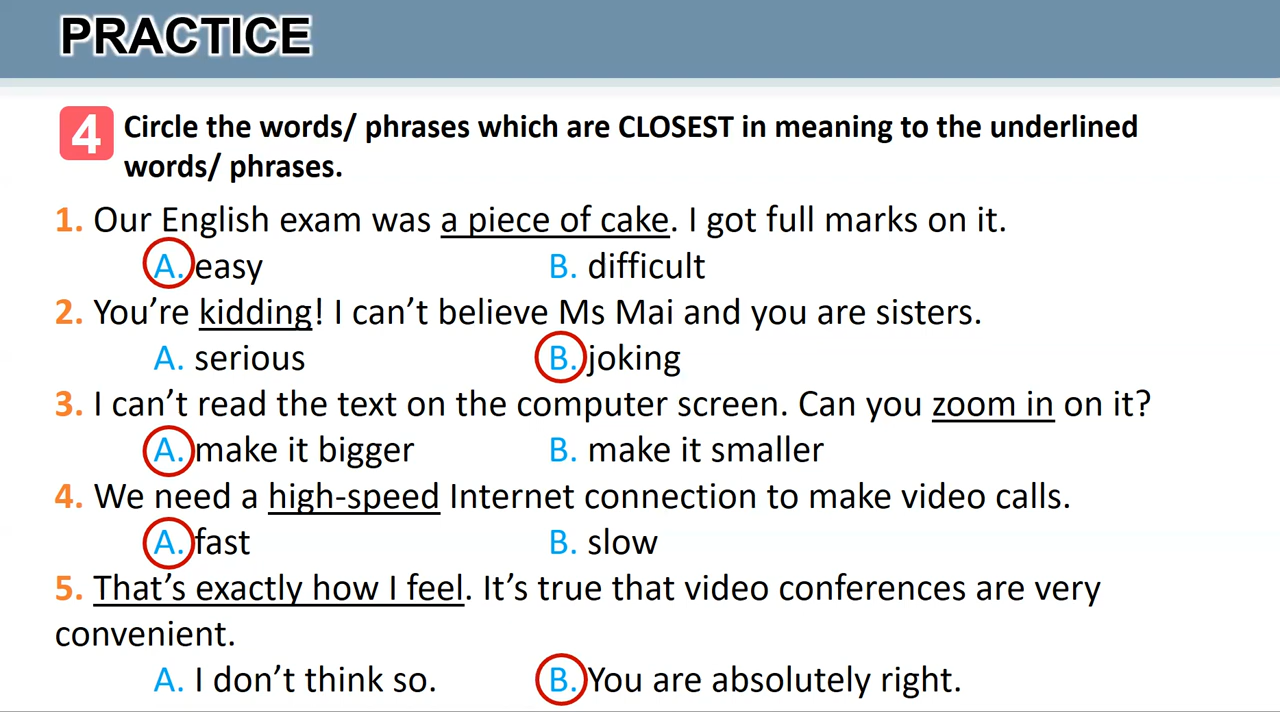 PRACTICE
4 Circle the words/ phrases which are CLOSEST in meaning to the underlined
words/ phrases.
1. Our English exam was a piece of cake. I got full marks on it.
A. easy B. difficult
2. You’re kidding! I can’t believe Ms Mai and you are sisters.
A. serious B. joking
3. I can’t read the text on the computer screen. Can you zoom in on it?
A. make it bigger B. make it smaller
4. We need a high-speed Internet connection to make video calls.
A. fast B. slow
5. That’s exactly how I feel. It’s true that video conferences are very
convenient.
A. I don’t think so. B. You are absolutely right.